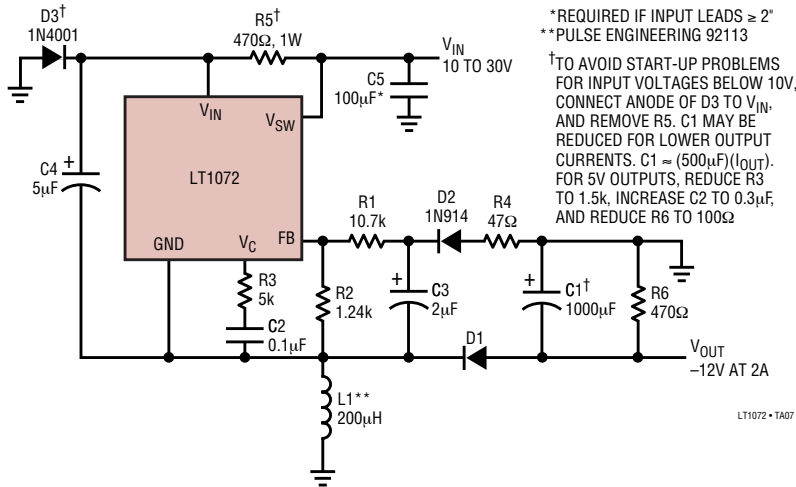 D3†
1N4001
R5†
470Ω, 1W
VIN
10 TO 30V
C5
100µF*
*REQUIRED IF INPUT LEADS ≥ 2"
**PULSE ENGINEERING 92113
†TO AVOID START-UP PROBLEMS
FOR INPUT VOLTAGES BELOW 10V,
CONNECT ANODE OF D3 TO VIN,
AND REMOVE R5. C1 MAY BE
REDUCED FOR LOWER OUTPUT
CURRENTS. C1 ≈ (500µF)(IOUT).
FOR 5V OUTPUTS, REDUCE R3
TO 1.5k, INCREASE C2 TO 0.3µF,
AND REDUCE R6 TO 100Ω
VIN
VSW
LT1072
GND
VC
FB
C4
5µF
+
R1
10.7k
D2
1N914
R4
47Ω
R3
5k
C2
0.1µF
R2
1.24k
+
C3
2µF
+
C1†
1000µF
R6
470Ω
D1
VOUT
–12V AT 2A
L1**
200µH
LT1072 • TA07